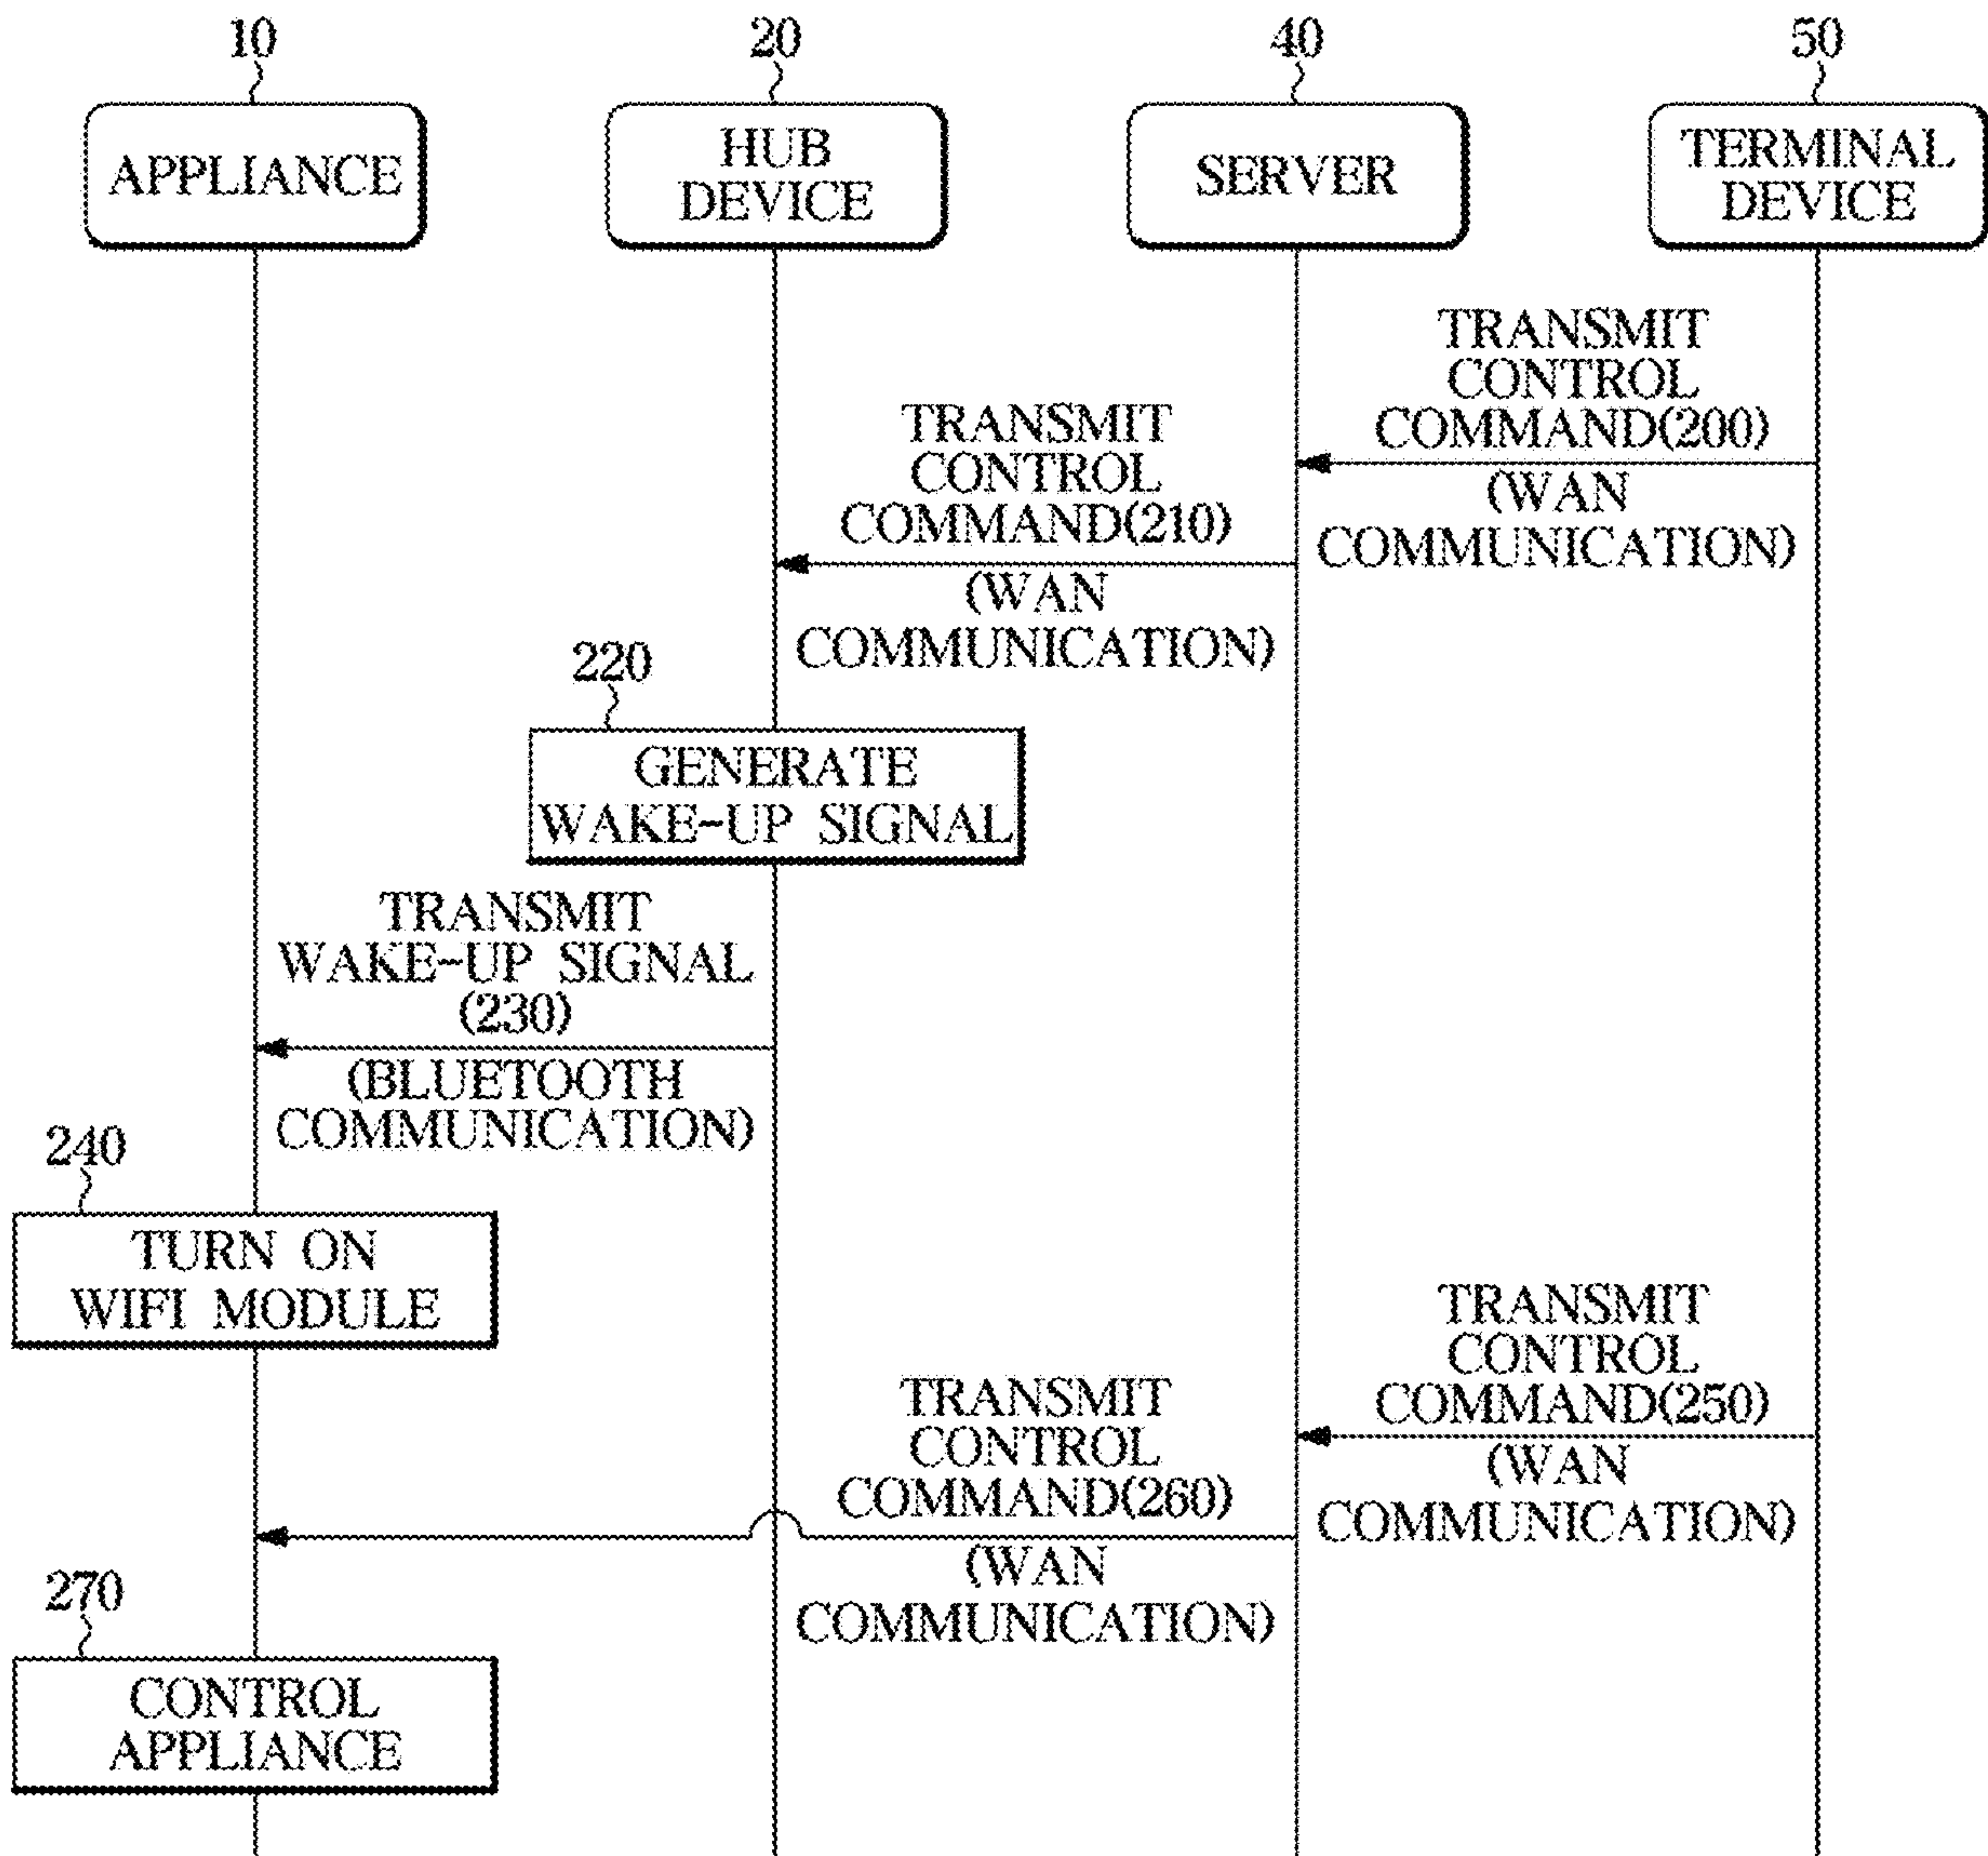 10
20
40
50
APPLIANCE
HUB
DEVICE
SERVER
TERMINAL
DEVICE
TRANSMIT
CONTROL
COMMAND(200)
(WAN
COMMUNICATION)
TRANSMIT
CONTROL
COMMAND(210)
(WAN
COMMUNICATION)
220
GENERATE
WAKE-UP SIGNAL
TRANSMIT
WAKE-UP SIGNAL
(230)
(BLUETOOTH
COMMUNICATION)
240
TURN ON
WIFI MODULE
TRANSMIT
CONTROL
COMMAND(250)
(WAN
COMMUNICATION)
TRANSMIT
CONTROL
COMMAND(260)
(WAN
COMMUNICATION)
270
CONTROL
APPLIANCE